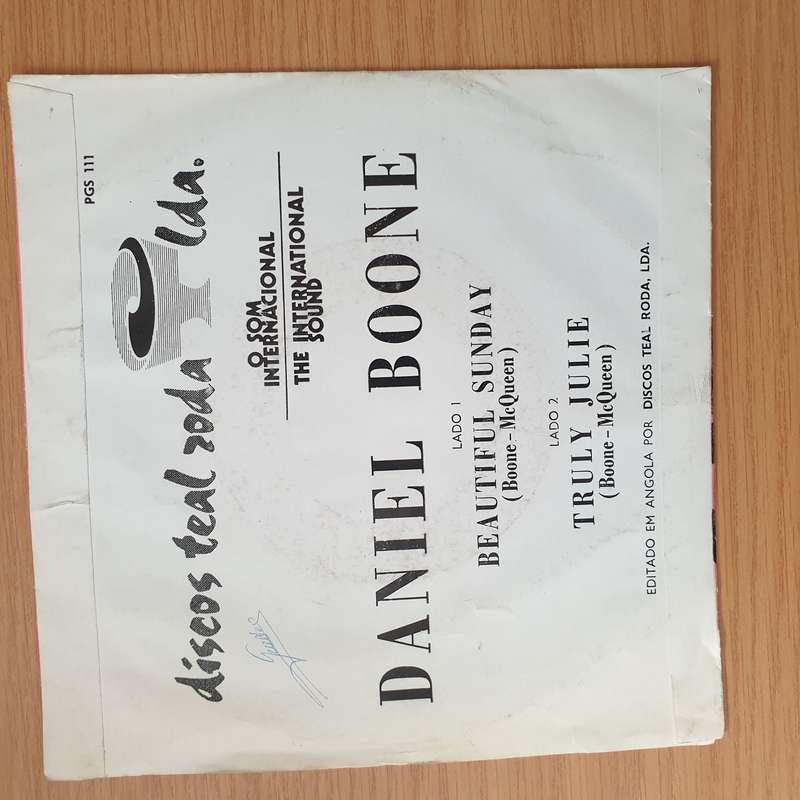 PGS 111
discos teal roda lda.
O SOM
INTERNACIONAL
THE INTERNATIONAL
SOUND
DANIEL BOONE
LADO 1
BEAUTIFUL SUNDAY
(Boone – McQueen)
LADO 2
TRULY JULIE
(Boone – McQueen)
EDITADO EM ANGOLA POR DISCOS TEAL RODA, LDA.